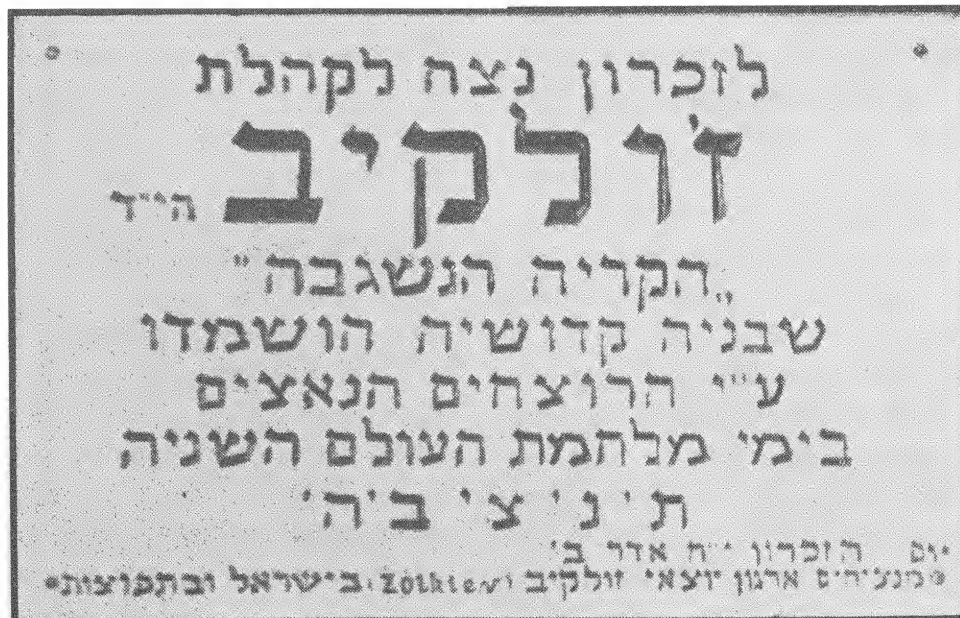 לזכרון נצח לקהלת
ז'ולקיב הי"ד
"הקריה הנשגבה"
שבניה קדושיה הושמדו
ע"י הרוצחים הנאצים
בימי מלחמת העולם השניה
ת' נ' צ' ב' ה'
יום הזכרון י"ח אדר ב'
מנציחים ארגון יוצאי זולקיב (Zolkiew) בישראל ובתפוצות